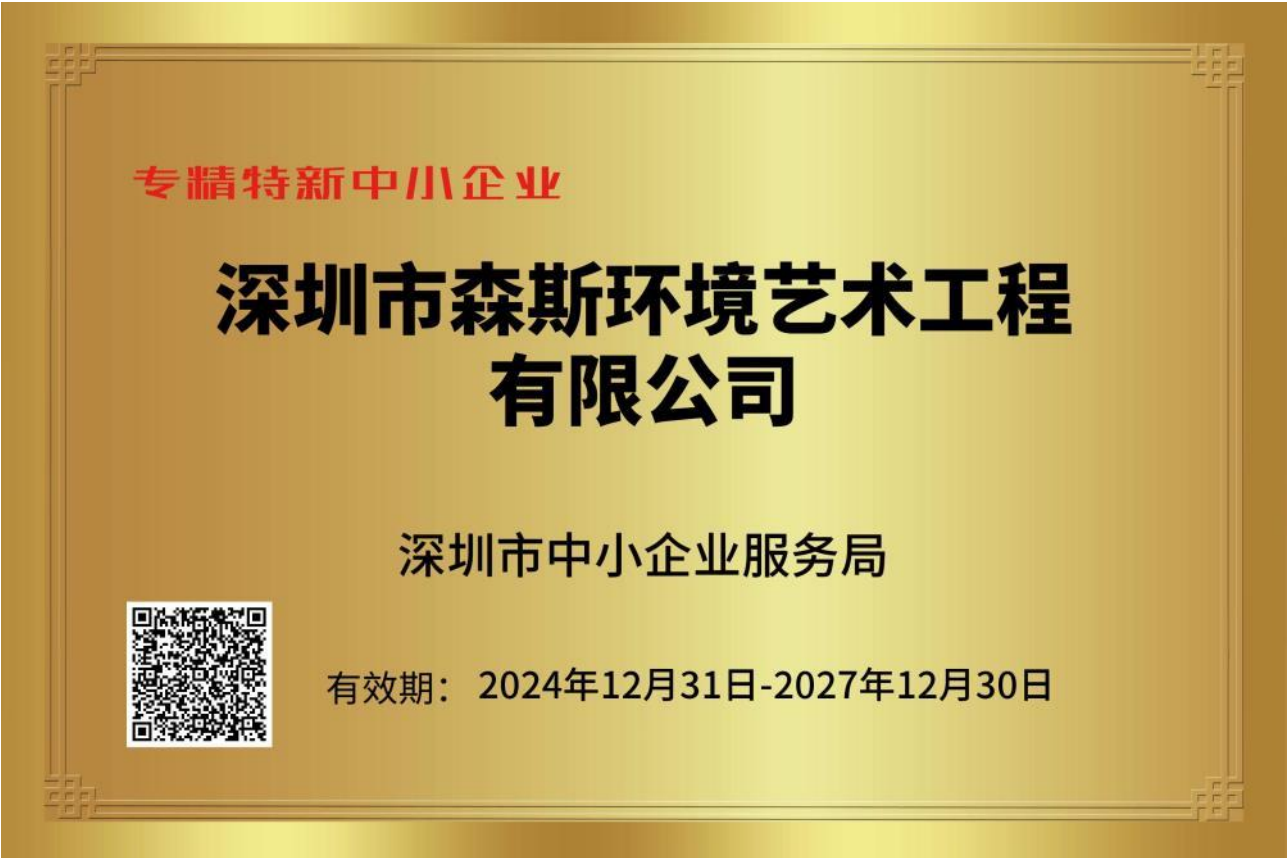 专精特新中小企业
深圳市森斯环境艺术工程
有限公司
深圳市中小企业服务局
有效期： 2024年12月31日-2027年12月30日